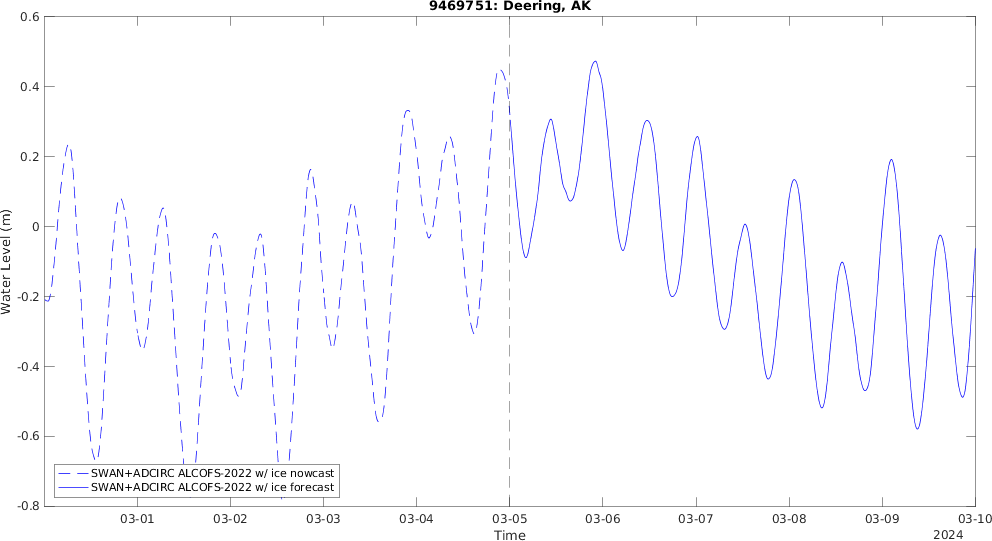 9469751: Deering, AK
0.6
0.4
0.2
0
-0.2
-0.4
-0.6
-0.8
Water Level (m)
SWAN+ADCIRC ALCOFS-2022 w/ ice nowcast
SWAN+ADCIRC ALCOFS-2022 w/ ice forecast
03-01 03-02 03-03 03-04 03-05 03-06 03-07 03-08 03-09 03-10
Time
2024